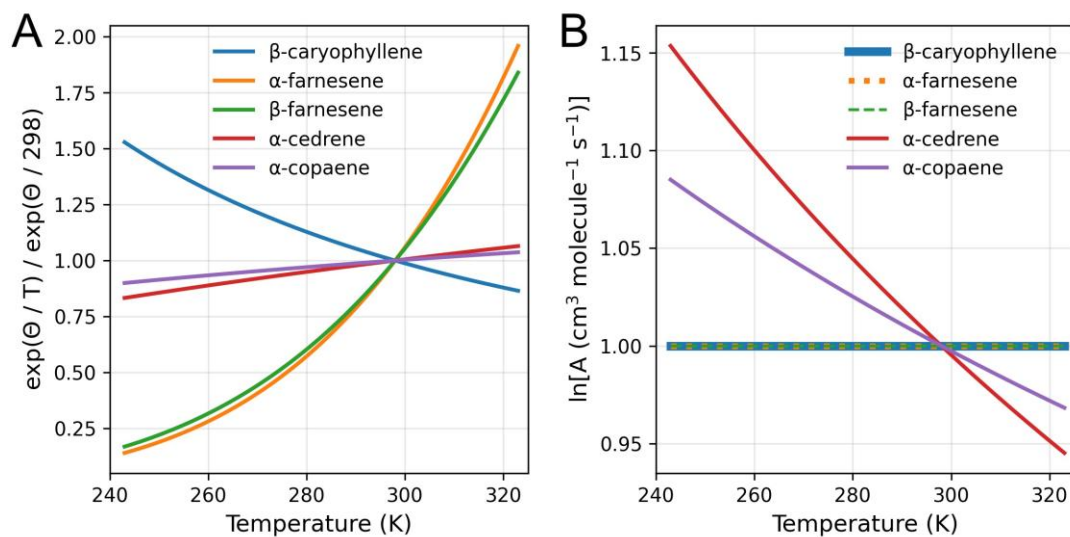 A
exp(Θ / T) / exp(Θ / 298)
2.00
1.75
1.50
1.25
1.00
0.75
0.50
0.25
β-caryophyllene
α-farnesene
β-farnesene
α-cedrene
α-copaene
240 260 280 300 320
Temperature (K)
B
ln[A (cm³ molecule⁻¹ s⁻¹)]
1.15
1.10
1.05
1.00
0.95
β-caryophyllene
α-farnesene
β-farnesene
α-cedrene
α-copaene
240 260 280 300 320
Temperature (K)